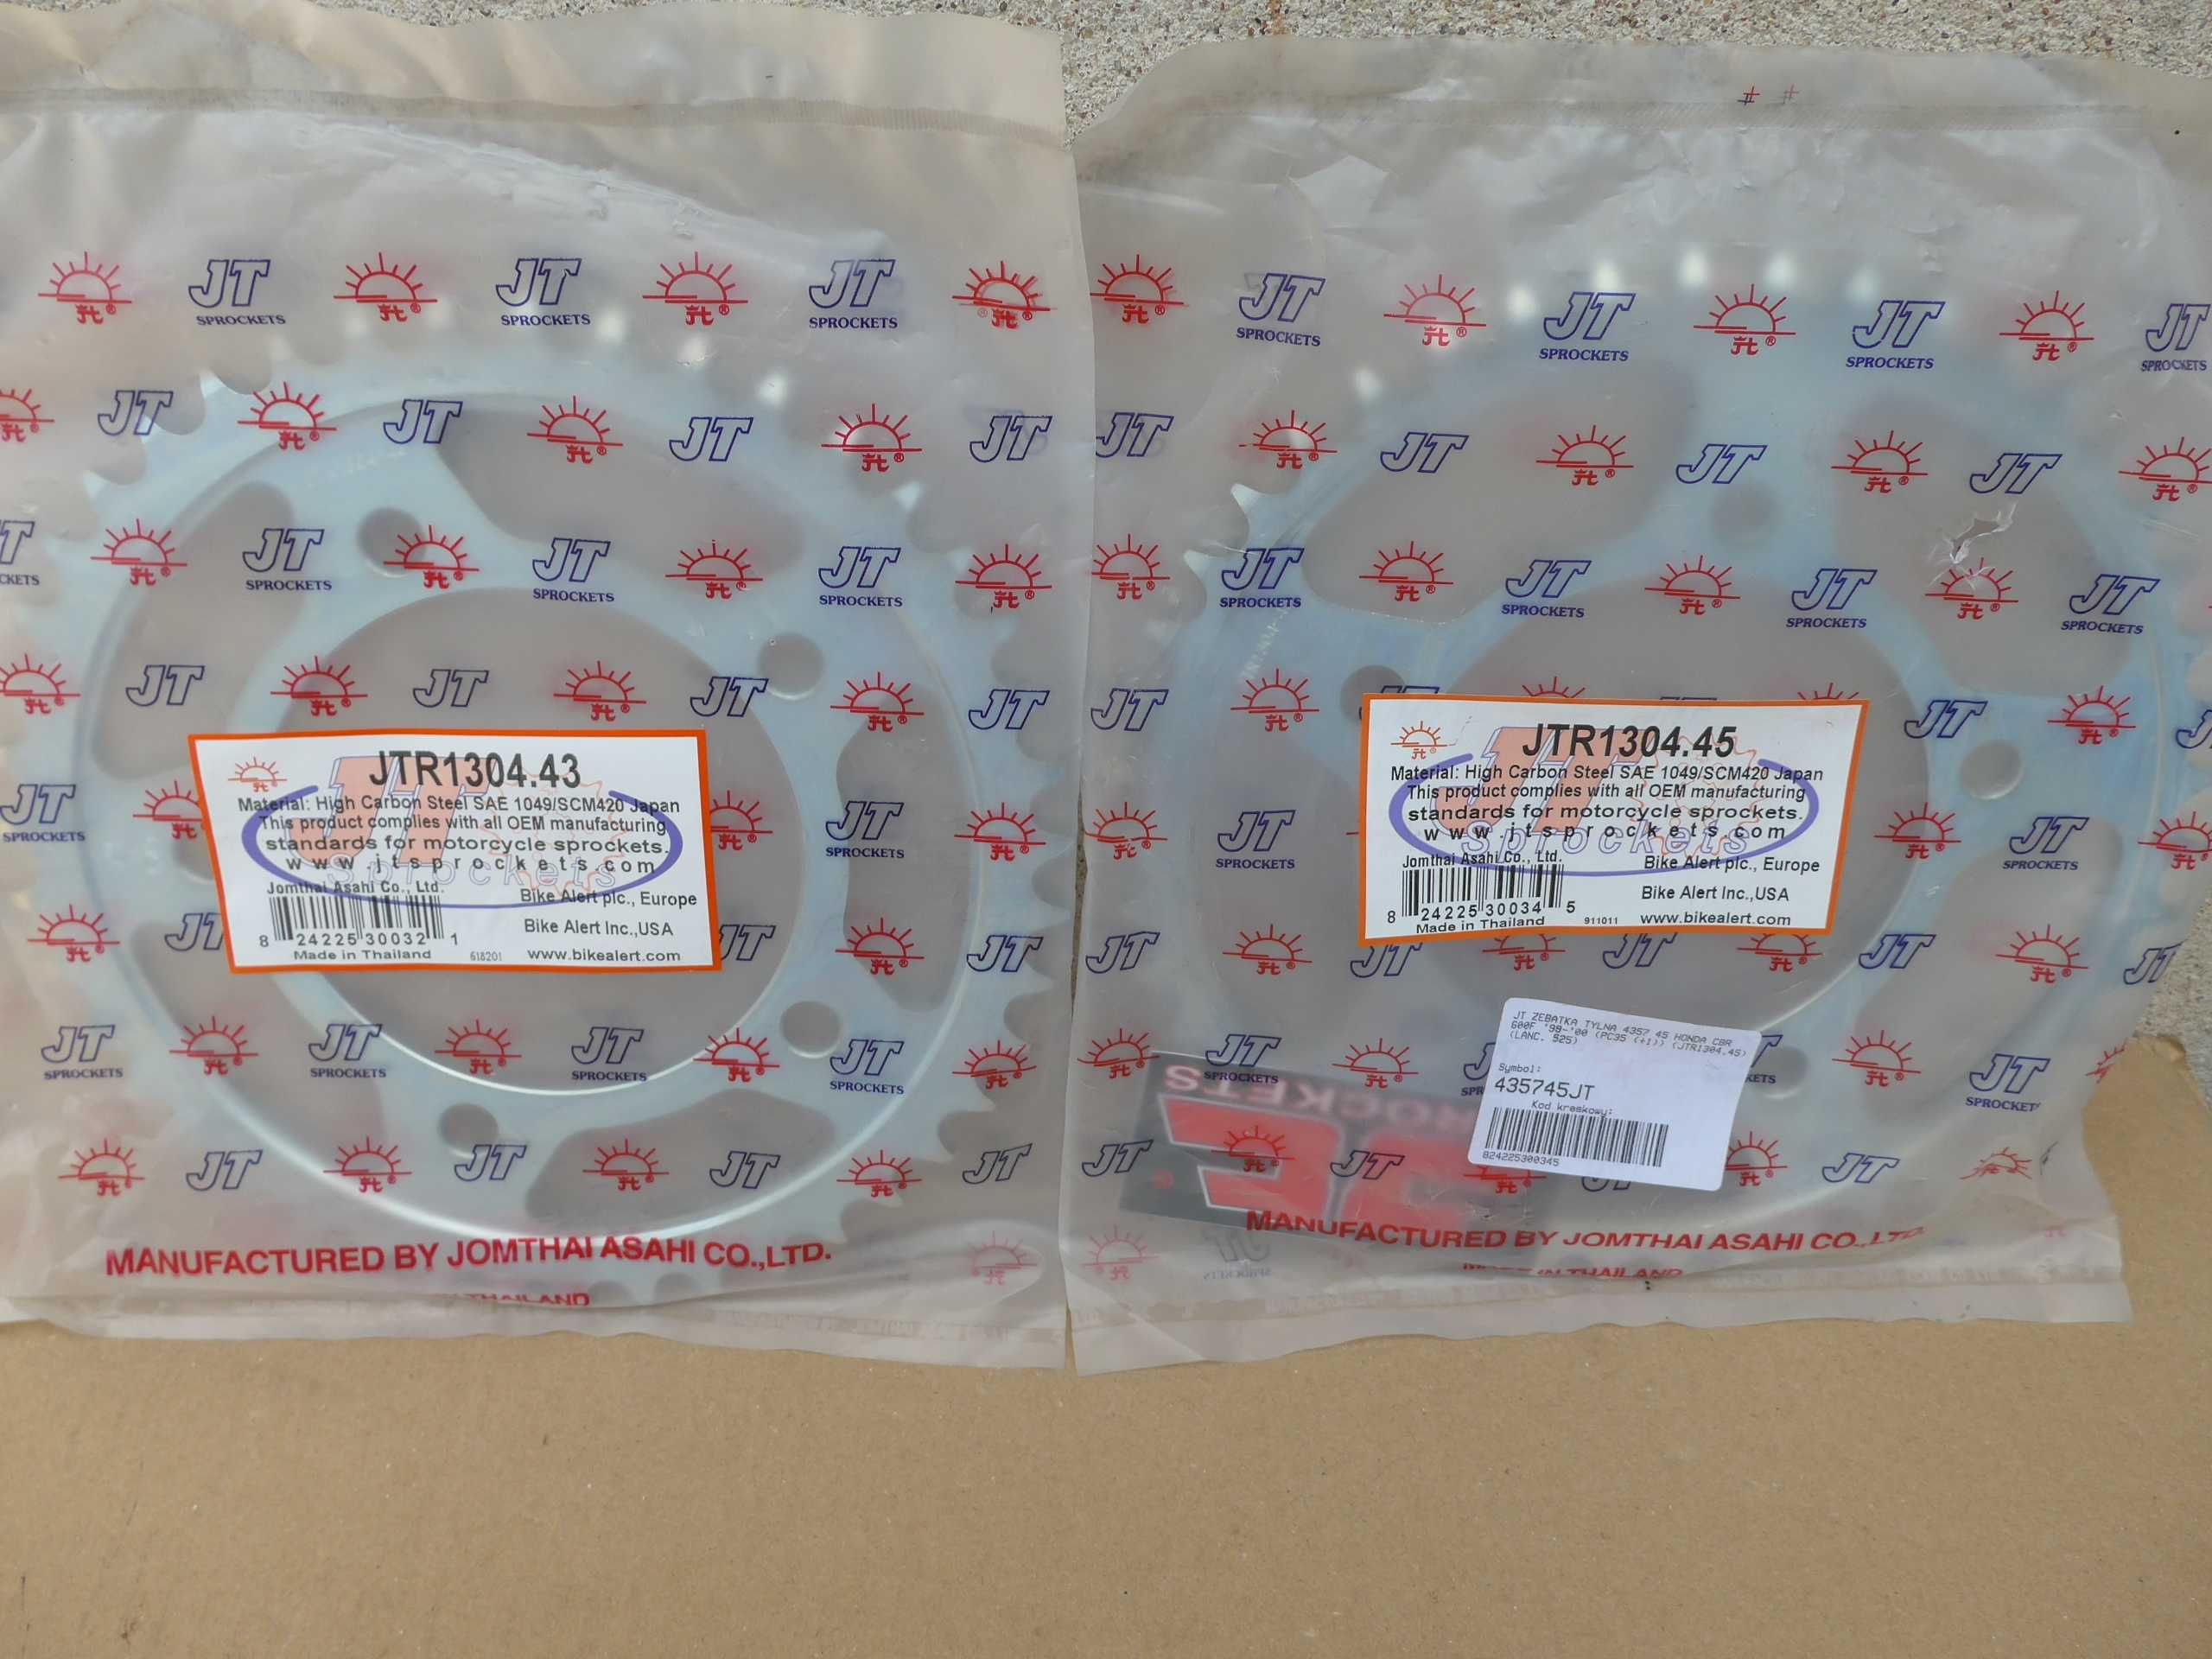 JT
SPROCKETS
JTR1304.43
Material: High Carbon Steel SAE 1049/SCM420 Japan
This product complies with all OEM manufacturing
standards for motorcycle sprockets.
www.jtsprockets.com
Jomthai Asahi Co., Ltd.
Bike Alert plc., Europe
Bike Alert Inc.,USA
8 24225 30032 1
Made in Thailand
618201
www.bikealert.com
MANUFACTURED BY JOMTHAI ASAHI CO.,LTD.
THAILAND
JT
SPROCKETS
JTR1304.45
Material: High Carbon Steel SAE 1049/SCM420 Japan
This product complies with all OEM manufacturing
standards for motorcycle sprockets.
www.jtsprockets.com
Jomthai Asahi Co., Ltd.
Bike Alert plc., Europe
Bike Alert Inc.,USA
8 24225 30034 5
Made in Thailand
911011
www.bikealert.com
JT ZEBATKA TYLNA 4357 45 HONDA CBR
600F '99-'00 (PC35 (+1)) (JTR1304.45)
(LANC. 525)
Symbol:
435745JT
Kod kreskowy:
824225300345
MANUFACTURED BY JOMTHAI ASAHI CO.,LTD